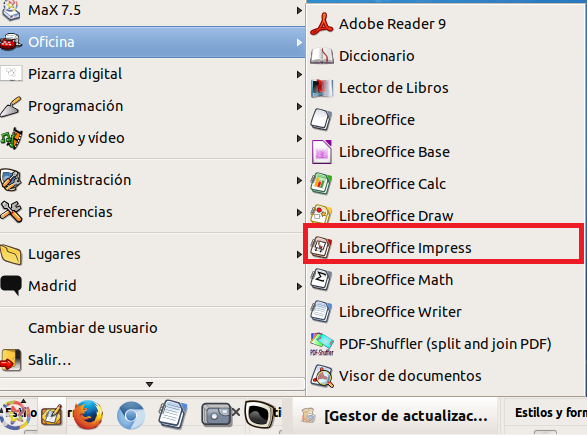 MaX 7.5
Oficina
Pizarra digital
Programación
Sonido y vídeo
Administración
Preferencias
Lugares
Madrid
Cambiar de usuario
Salir...
Adobe Reader 9
Diccionario
Lector de Libros
LibreOffice
LibreOffice Base
LibreOffice Calc
LibreOffice Draw
LibreOffice Impress
LibreOffice Math
LibreOffice Writer
PDF-Shuffler (split and join PDF)
Visor de documentos
[Gestor de actualizac...
Estilos y form